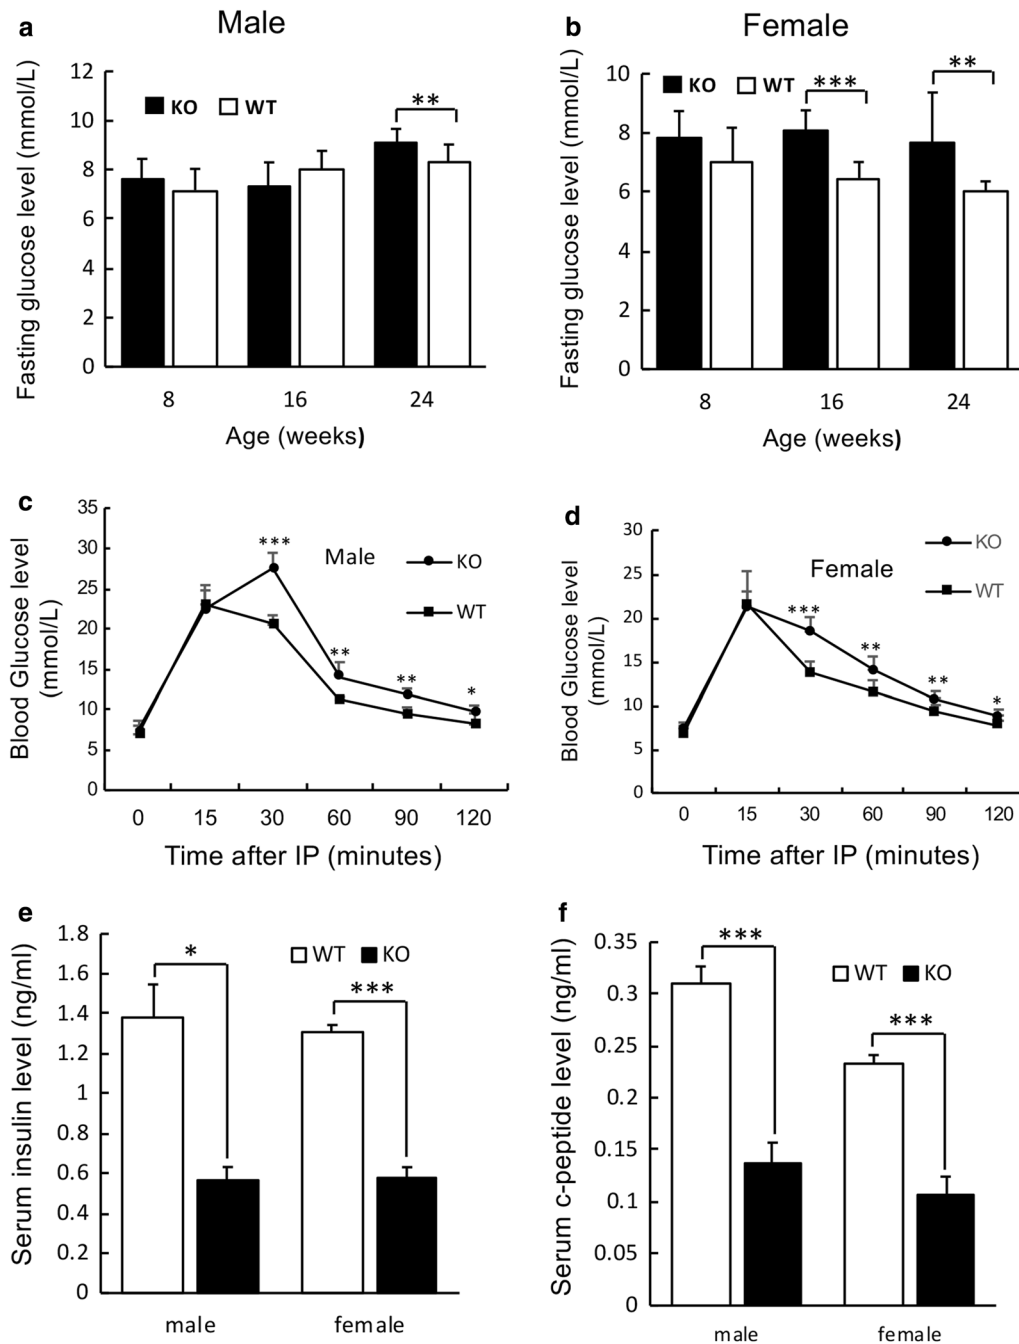 a
Male
Fasting glucose level (mmol/L)
12
10
8
6
4
2
0
KO
WT
**
8
16
24
Age (weeks)
b
Female
Fasting glucose level (mmol/L)
10
8
6
4
2
0
KO
WT
***
**
8
16
24
Age (weeks)
c
Blood Glucose level
(mmol/L)
35
30
25
20
15
10
5
0
***
**
**
*
Male
KO
WT
0
15
30
60
90
120
Time after IP (minutes)
d
Blood Glucose level
(mmol/L)
30
25
20
15
10
5
0
***
**
**
*
Female
KO
WT
0
15
30
60
90
120
Time after IP (minutes)
e
Serum insulin level (ng/ml)
1.8
1.6
1.4
1.2
1
0.8
0.6
0.4
0.2
0
*
***
WT
KO
male
female
f
Serum c-peptide level (ng/ml)
0.35
0.3
0.25
0.2
0.15
0.1
0.05
0
***
***
WT
KO
male
female